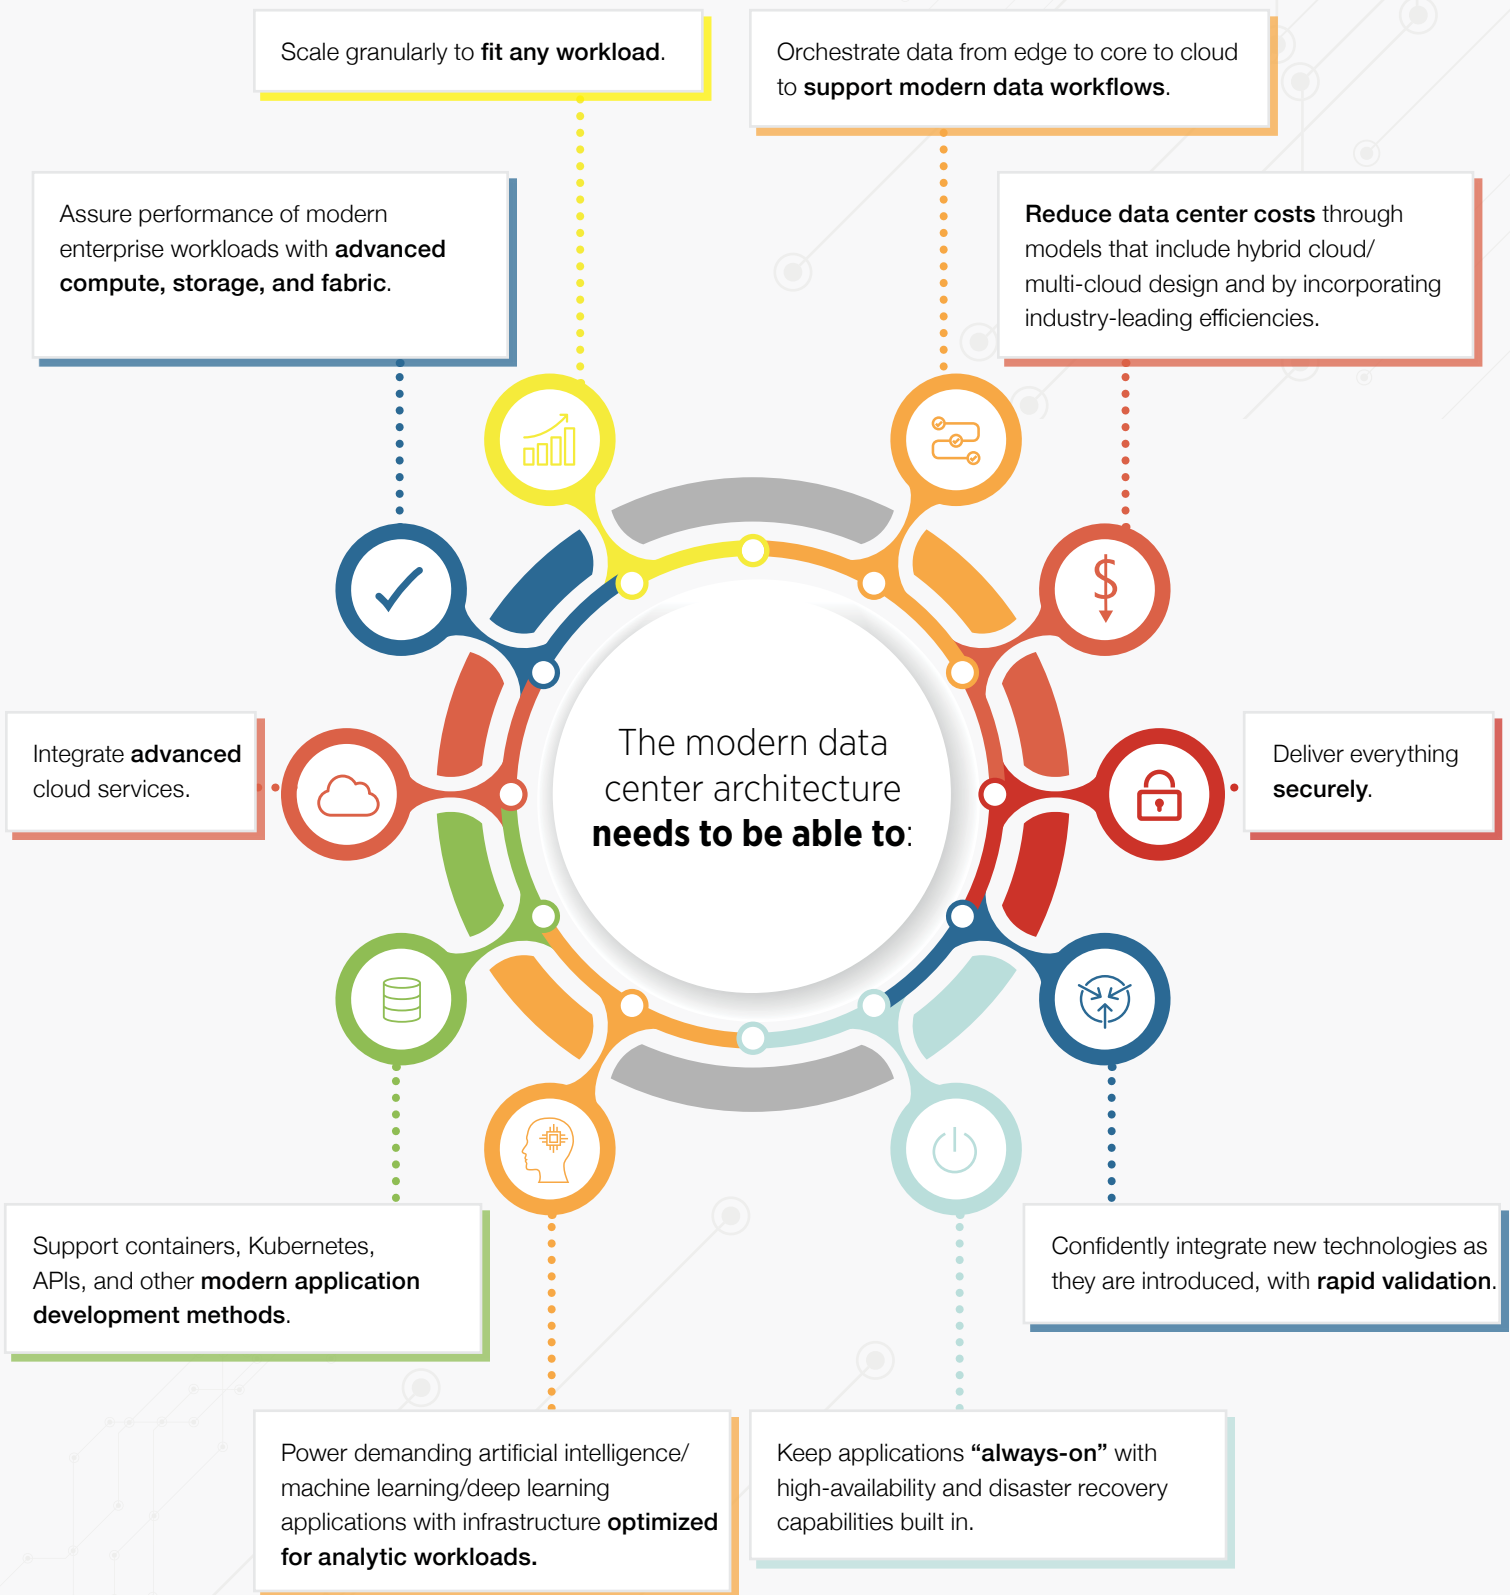 Scale granularly to fit any workload.
Orchestrate data from edge to core to cloud
to support modern data workflows.
Assure performance of modern
enterprise workloads with advanced
compute, storage, and fabric.
Reduce data center costs through
models that include hybrid cloud/
multi-cloud design and by incorporating
industry-leading efficiencies.
$
Integrate advanced
cloud services.
The modern data
center architecture
needs to be able to:
Deliver everything
securely.
Support containers, Kubernetes,
APIs, and other modern application
development methods.
Confidently integrate new technologies as
they are introduced, with rapid validation.
Power demanding artificial intelligence/
machine learning/deep learning
applications with infrastructure optimized
for analytic workloads.
Keep applications “always-on” with
high-availability and disaster recovery
capabilities built in.